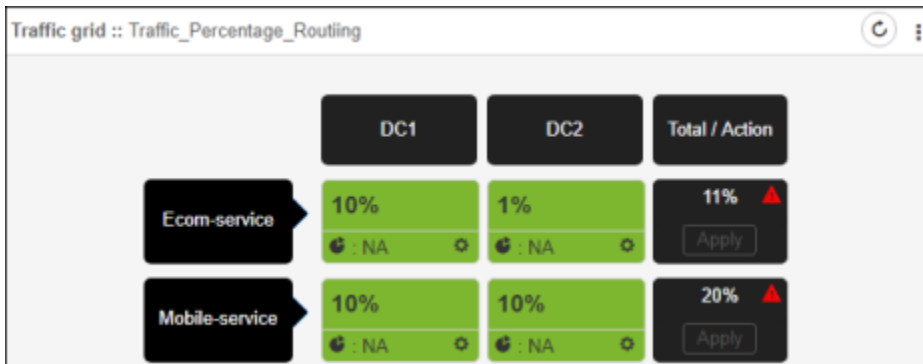 Traffic grid :: Traffic_Percentage_Routiing
DC1 DC2 Total / Action
Ecom-service 10% 1% 11%
: NA : NA Apply
Mobile-service 10% 10% 20%
: NA : NA Apply